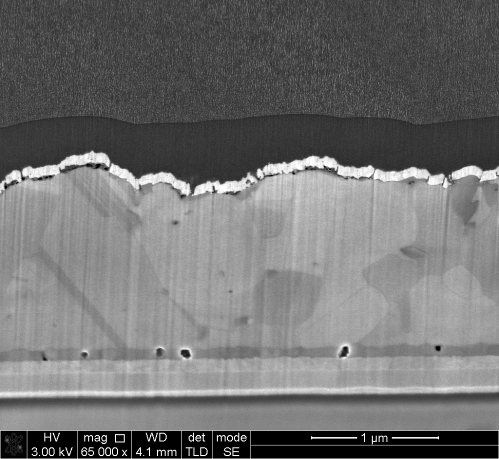 HV mag □ WD det mode
3.00 kV 65 000 x 4.1 mm TLD SE
1 µm